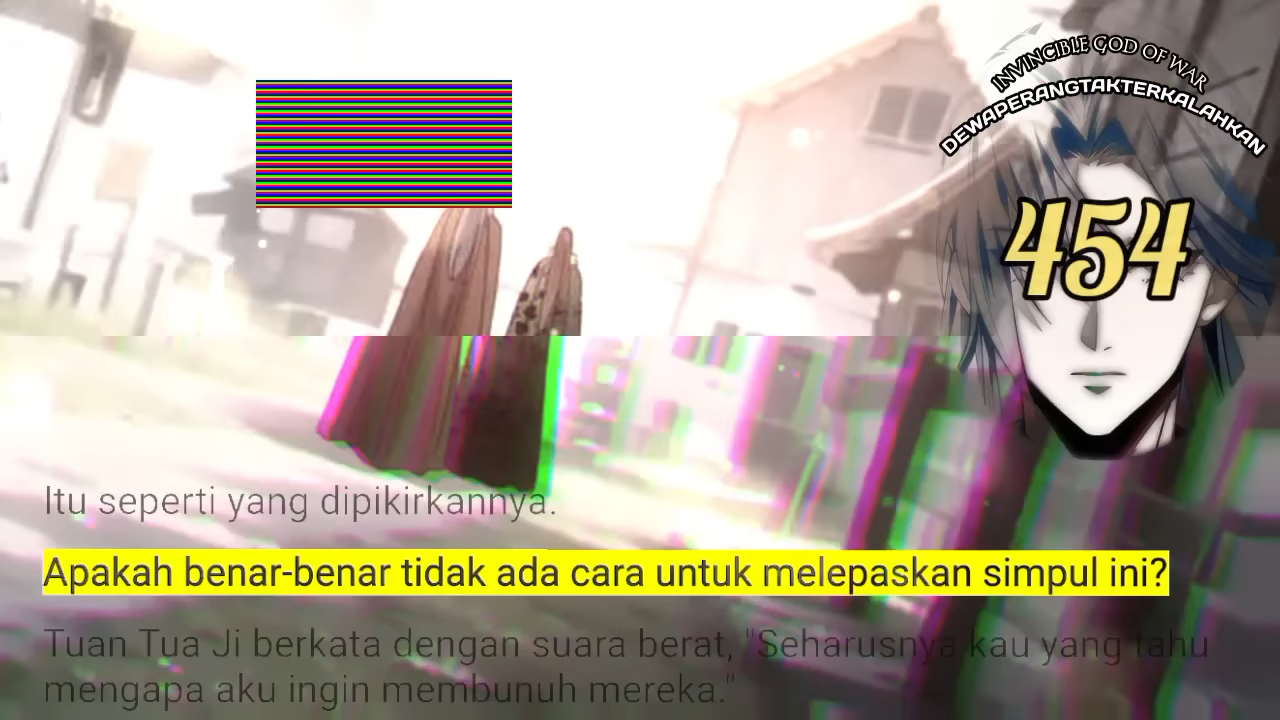 INVINCIBLE GOD OF WAR
DEWAPERANGTAKTERKALAHKAN
454
Itu seperti yang dipikirkannya.
Apakah benar-benar tidak ada cara untuk melepaskan simpul ini?
Tuan Tua Ji berkata dengan suara berat, "Seharusnya kau yang tahu
mengapa aku ingin membunuh mereka."